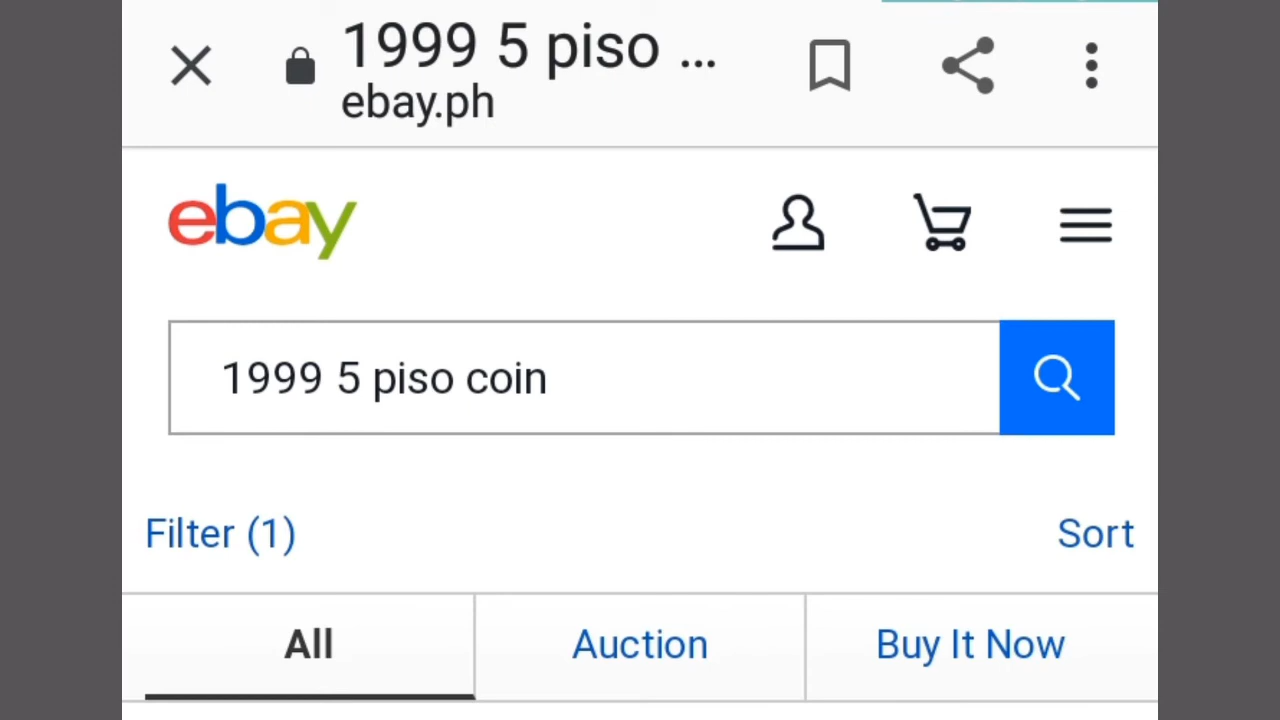 1999 5 piso ...
ebay.ph
ebay
1999 5 piso coin
Filter (1)
Sort
All
Auction
Buy It Now